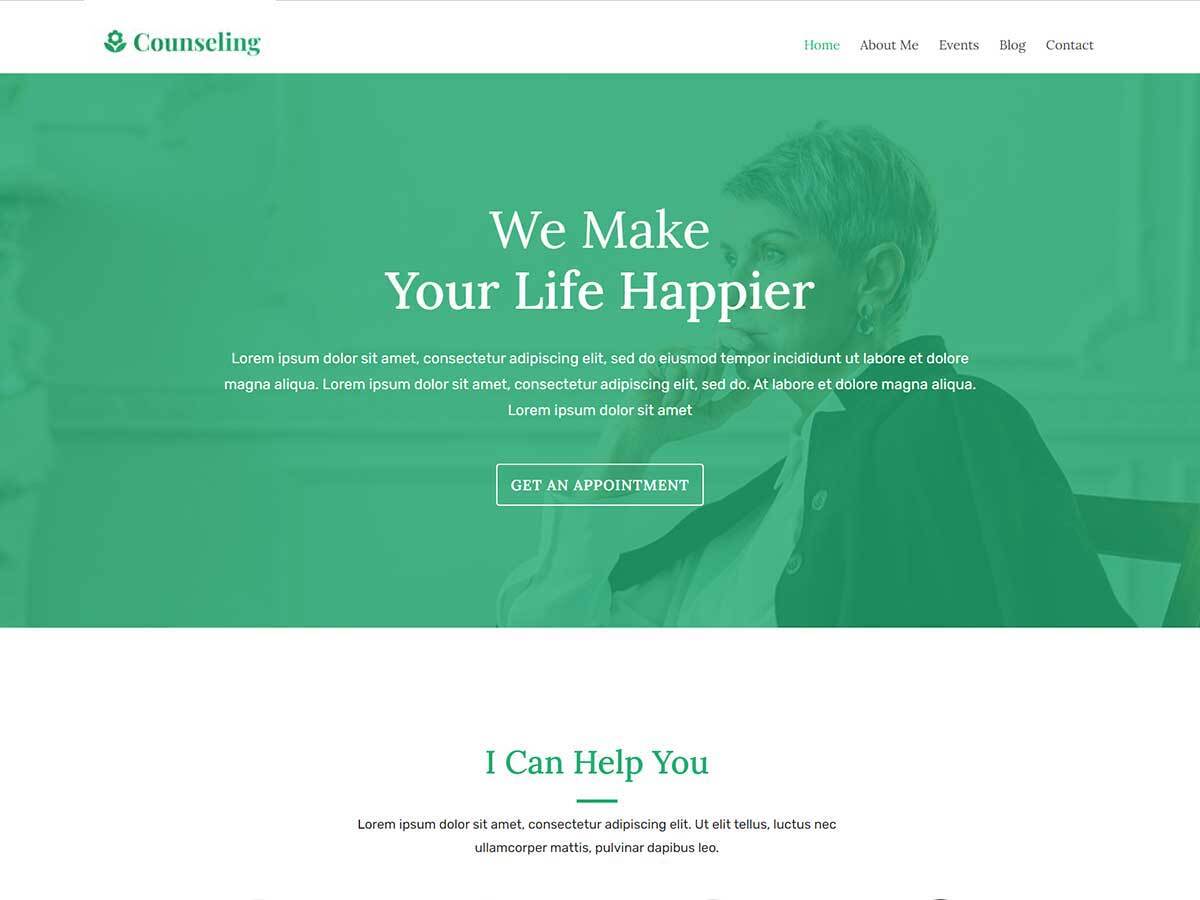 Counseling
Home About Me Events Blog Contact
We Make
Your Life Happier
Lorem ipsum dolor sit amet, consectetur adipiscing elit, sed do eiusmod tempor incididunt ut labore et dolore
magna aliqua. Lorem ipsum dolor sit amet, consectetur adipiscing elit, sed do. At labore et dolore magna aliqua.
Lorem ipsum dolor sit amet
GET AN APPOINTMENT
I Can Help You
Lorem ipsum dolor sit amet, consectetur adipiscing elit. Ut elit tellus, luctus nec
ullamcorper mattis, pulvinar dapibus leo.